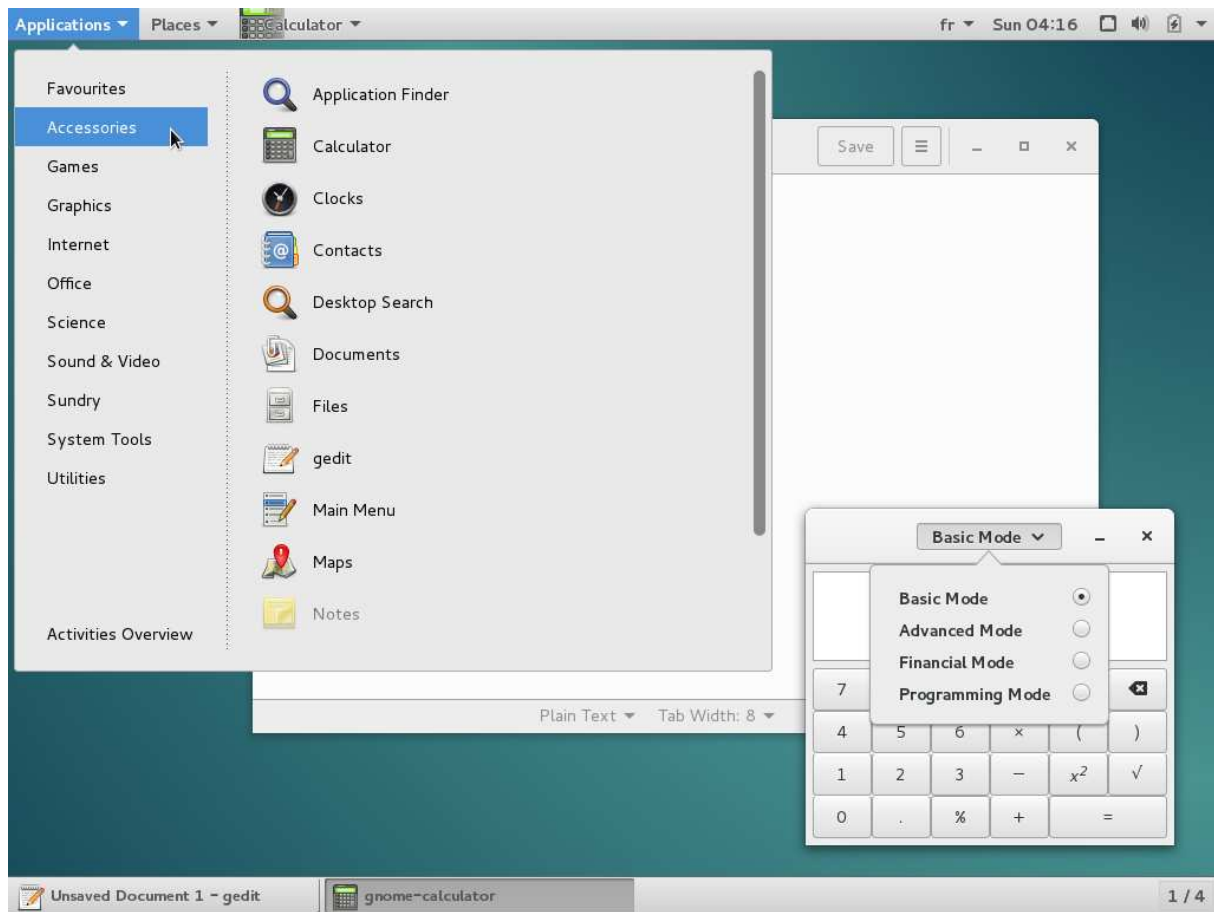 Applications Places Calculator fr Sun 04:16
Favourites
Accessories
Games
Graphics
Internet
Office
Science
Sound & Video
Sundry
System Tools
Utilities
Activities Overview
Application Finder
Calculator
Clocks
Contacts
Desktop Search
Documents
Files
gedit
Main Menu
Maps
Notes
Save
Plain Text Tab Width: 8
Basic Mode
Basic Mode
Advanced Mode
Financial Mode
Programming Mode
7
4 5 6 × ( )
1 2 3 − x² √
0 . % + =
Unsaved Document 1 - gedit gnome-calculator 1 / 4